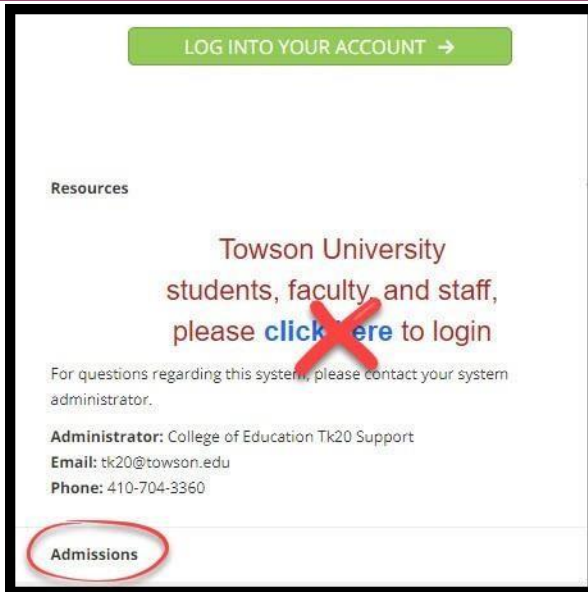 LOG INTO YOUR ACCOUNT →
Resources
Towson University
students, faculty, and staff,
please click here to login
For questions regarding this system, please contact your system
administrator.
Administrator: College of Education Tk20 Support
Email: tk20@towson.edu
Phone: 410-704-3360
Admissions